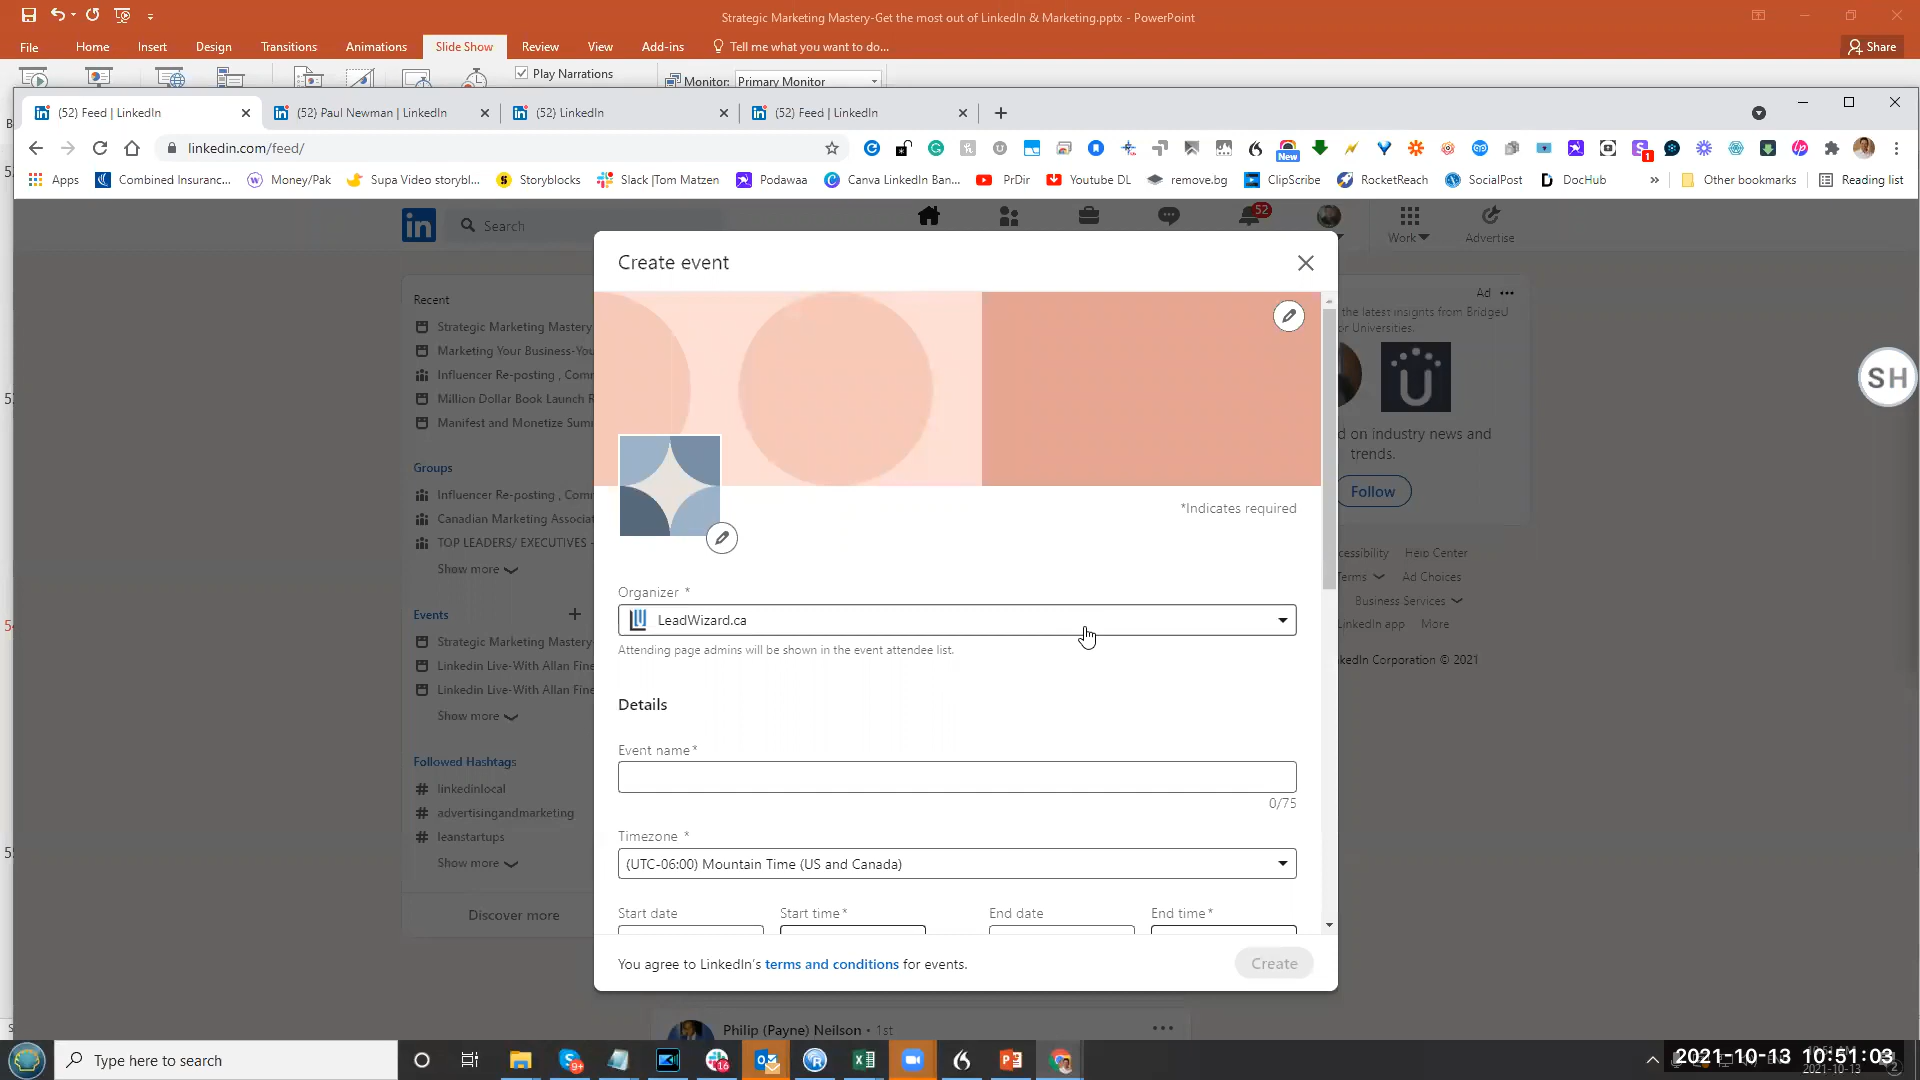 Strategic Marketing Mastery-Get the most out of LinkedIn & Marketing.pptx - PowerPoint
File Home Insert Design Transitions Animations Slide Show Review View Add-ins Tell me what you want to do... Share
Play Narrations
Monitor: Primary Monitor
(52) Feed | LinkedIn (52) Paul Newman | LinkedIn (52) LinkedIn (52) Feed | LinkedIn
linkedin.com/feed/
New
1
Apps Combined Insuranc... Money/Pak Supa Video storybl... Storyblocks Slack |Tom Matzen Podawaa Canva LinkedIn Ban... PrDir Youtube DL remove.bg ClipScribe RocketReach SocialPost DocHub » Other bookmarks Reading list
in Search 52
Work Advertise
Create event
Recent
Strategic Marketing Mastery
Marketing Your Business-You
Influencer Re-posting , Com
Million Dollar Book Launch R
Manifest and Monetize Sum
Groups
Influencer Re-posting , Com
Canadian Marketing Associat
TOP LEADERS/ EXECUTIVES -
Show more
Events
Strategic Marketing Mastery-
Linkedin Live-With Allan Fine
Linkedin Live-With Allan Fine
Show more
Followed Hashtags
# linkedinlocal
# advertisingandmarketing
# leanstartups
Show more
Discover more
*Indicates required
Organizer *
LeadWizard.ca
Attending page admins will be shown in the event attendee list.
Details
Event name*
0/75
Timezone *
(UTC-06:00) Mountain Time (US and Canada)
Start date Start time* End date End time*
You agree to LinkedIn's terms and conditions for events.
Create
Ad
the latest insights from BridgeU
or Universities.
d on industry news and
trends.
Follow
cessibility Help Center
Terms Ad Choices
Business Services
inkedIn app More
kedIn Corporation © 2021
SH
Philip (Payne) Neilson • 1st
Type here to search
9+
16
2021-10-13 10:51:03
2021-10-13